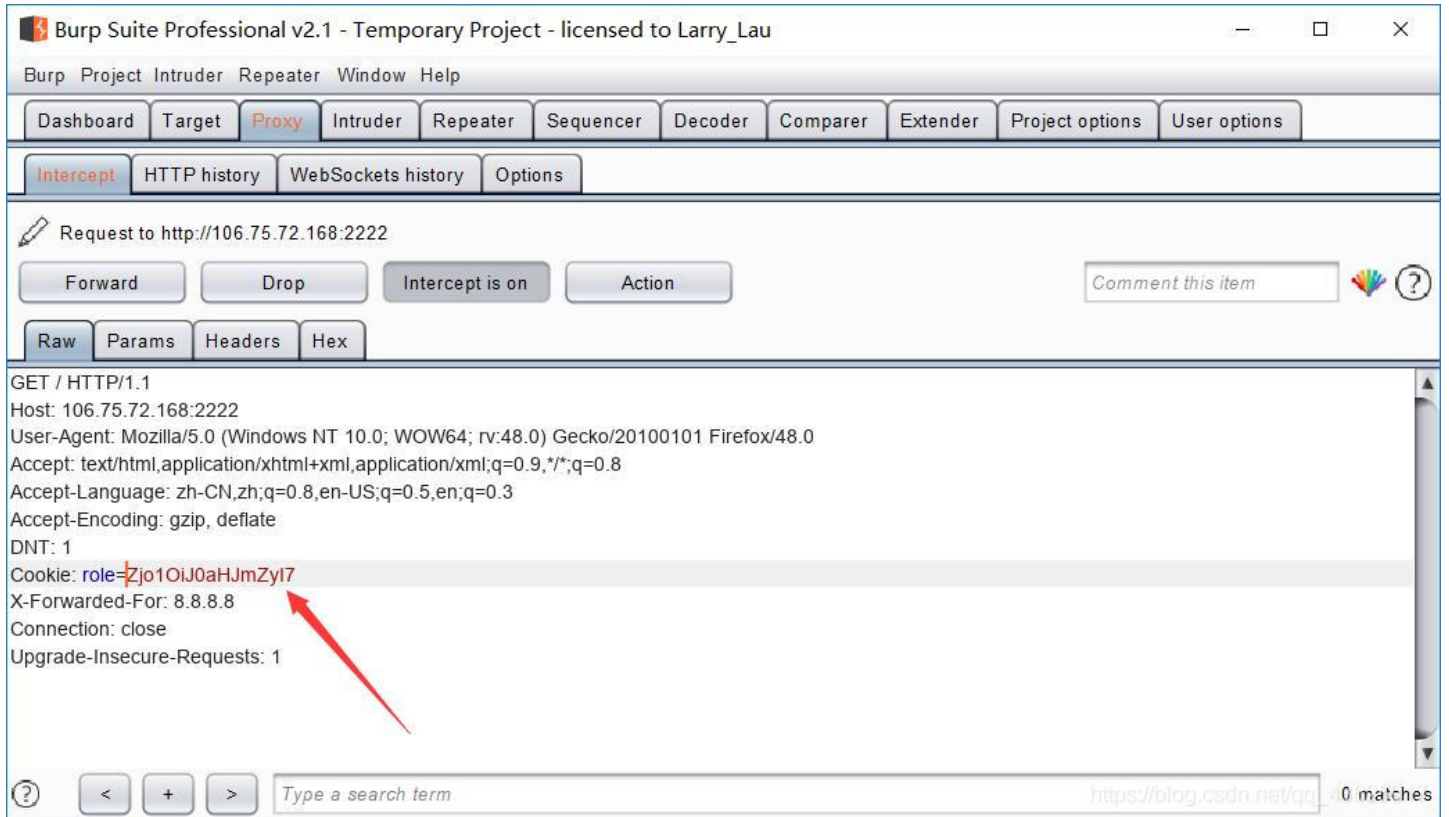 Burp Suite Professional v2.1 - Temporary Project - licensed to Larry_Lau
Burp Project Intruder Repeater Window Help
Dashboard Target Proxy Intruder Repeater Sequencer Decoder Comparer Extender Project options User options
Intercept HTTP history WebSockets history Options
Request to http://106.75.72.168:2222
Forward Drop Intercept is on Action Comment this item
Raw Params Headers Hex
GET / HTTP/1.1
Host: 106.75.72.168:2222
User-Agent: Mozilla/5.0 (Windows NT 10.0; WOW64; rv:48.0) Gecko/20100101 Firefox/48.0
Accept: text/html,application/xhtml+xml,application/xml;q=0.9,*/*;q=0.8
Accept-Language: zh-CN,zh;q=0.8,en-US;q=0.5,en;q=0.3
Accept-Encoding: gzip, deflate
DNT: 1
Cookie: role=Zjo1OiJ0aHJmZyI7
X-Forwarded-For: 8.8.8.8
Connection: close
Upgrade-Insecure-Requests: 1
? < + > Type a search term 0 matches